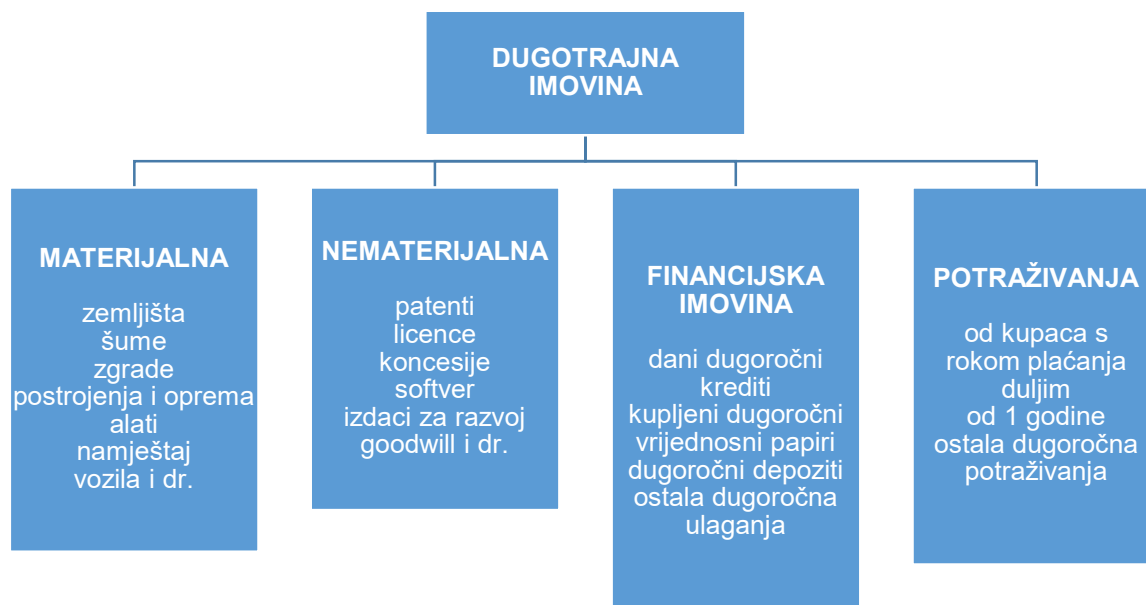 DUGOTRAJNA
IMOVINA
MATERIJALNA
zemljišta
šume
zgrade
postrojenja i oprema
alati
namještaj
vozila i dr.
NEMATERIJALNA
patenti
licence
koncesije
softver
izdaci za razvoj
goodwill i dr.
FINANCIJSKA
IMOVINA
dani dugoročni
krediti
kupljeni dugoročni
vrijednosni papiri
dugoročni depoziti
ostala dugoročna
ulaganja
POTRAŽIVANJA
od kupaca s
rokom plaćanja
duljim
od 1 godine
ostala dugoročna
potraživanja